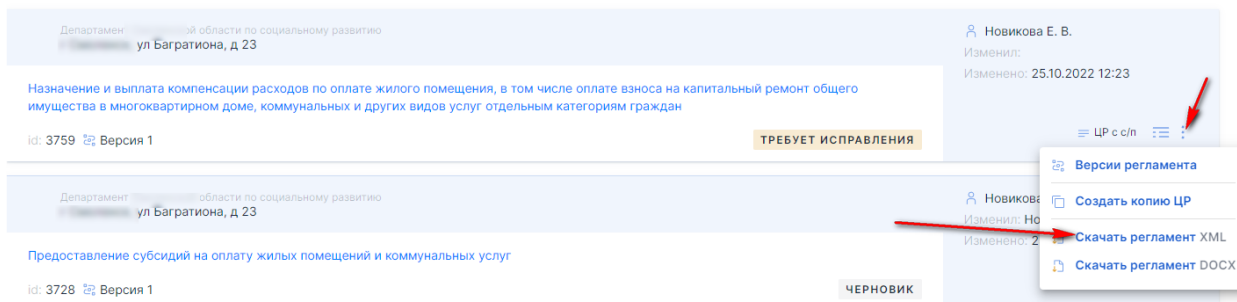 Департамент й области по социальному развитию
ул Багратиона, д 23
Назначение и выплата компенсации расходов по оплате жилого помещения, в том числе оплате взноса на капитальный ремонт общего
имущества в многоквартирном доме, коммунальных и других видов услуг отдельным категориям граждан
id: 3759 Версия 1
ТРЕБУЕТ ИСПРАВЛЕНИЯ
Новикова Е. В.
Изменил:
Изменено: 25.10.2022 12:23
ЦР с с/п
Версии регламента
Создать копию ЦР
Скачать регламент XML
Скачать регламент DOCX
Департамент области по социальному развитию
ул Багратиона, д 23
Предоставление субсидий на оплату жилых помещений и коммунальных услуг
id: 3728 Версия 1
ЧЕРНОВИК
Новикова
Изменил: Но
Изменено: 2